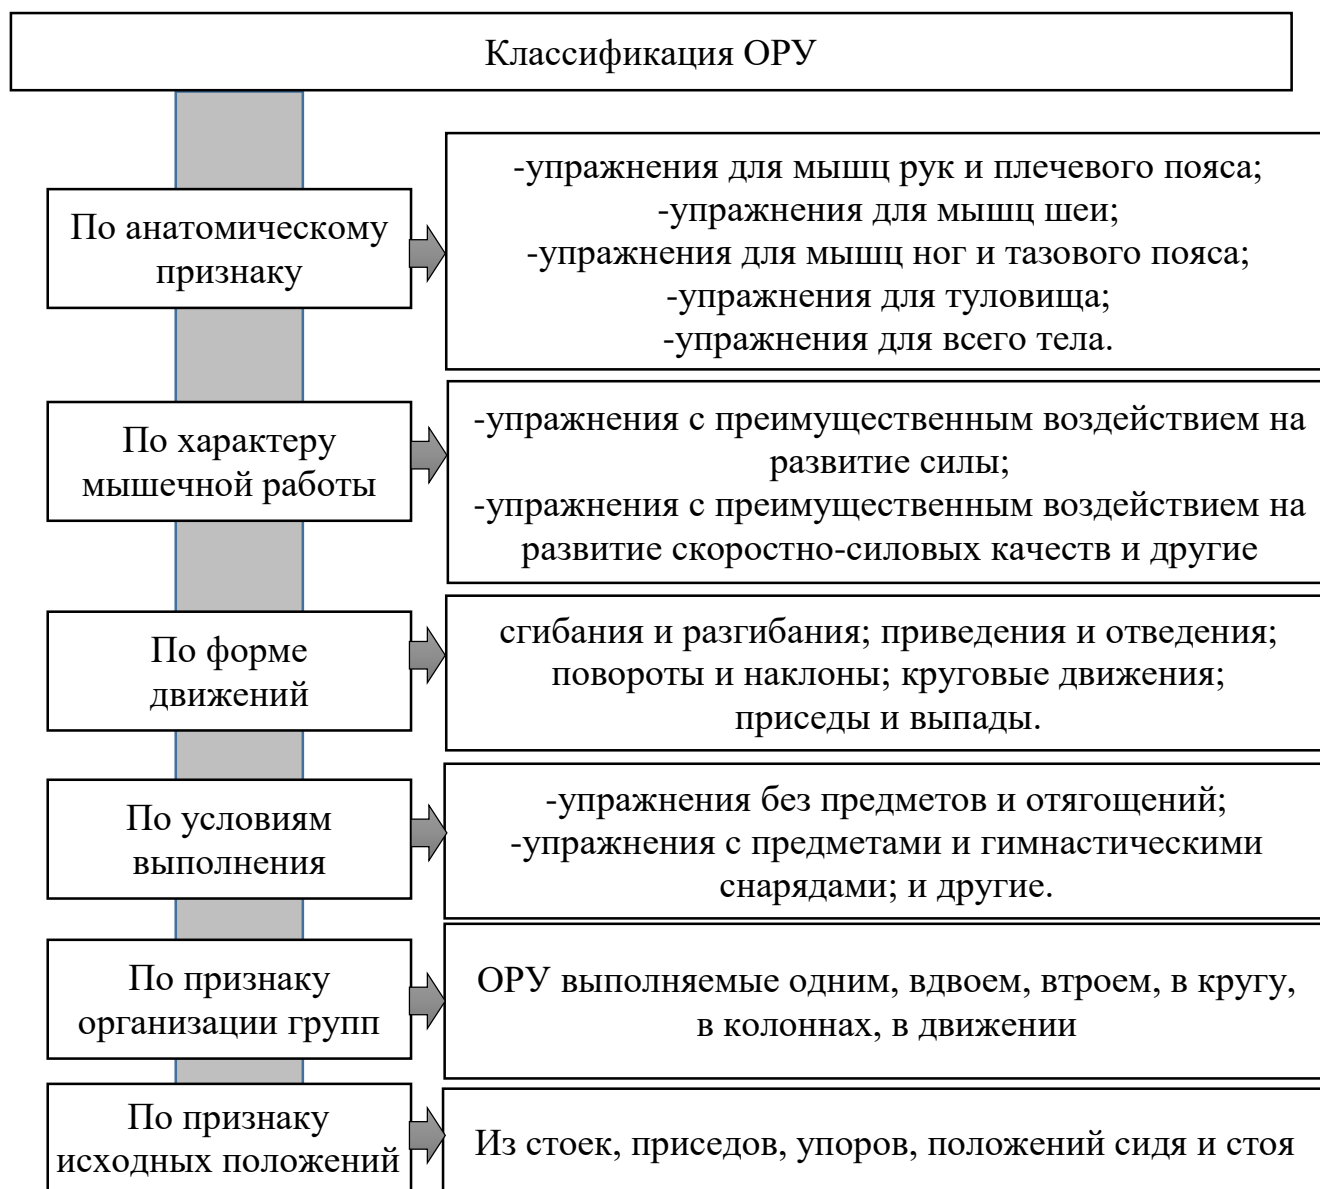 Классификация ОРУ
По анатомическому
признаку
-упражнения для мышц рук и плечевого пояса;
-упражнения для мышц шеи;
-упражнения для мышц ног и тазового пояса;
-упражнения для туловища;
-упражнения для всего тела.
По характеру
мышечной работы
-упражнения с преимущественным воздействием на
развитие силы;
-упражнения с преимущественным воздействием на
развитие скоростно-силовых качеств и другие
По форме
движений
сгибания и разгибания; приведения и отведения;
повороты и наклоны; круговые движения;
приседы и выпады.
По условиям
выполнения
-упражнения без предметов и отягощений;
-упражнения с предметами и гимнастическими
снарядами; и другие.
По признаку
организации групп
ОРУ выполняемые одним, вдвоем, втроем, в кругу,
в колоннах, в движении
По признаку
исходных положений
Из стоек, приседов, упоров, положений сидя и стоя